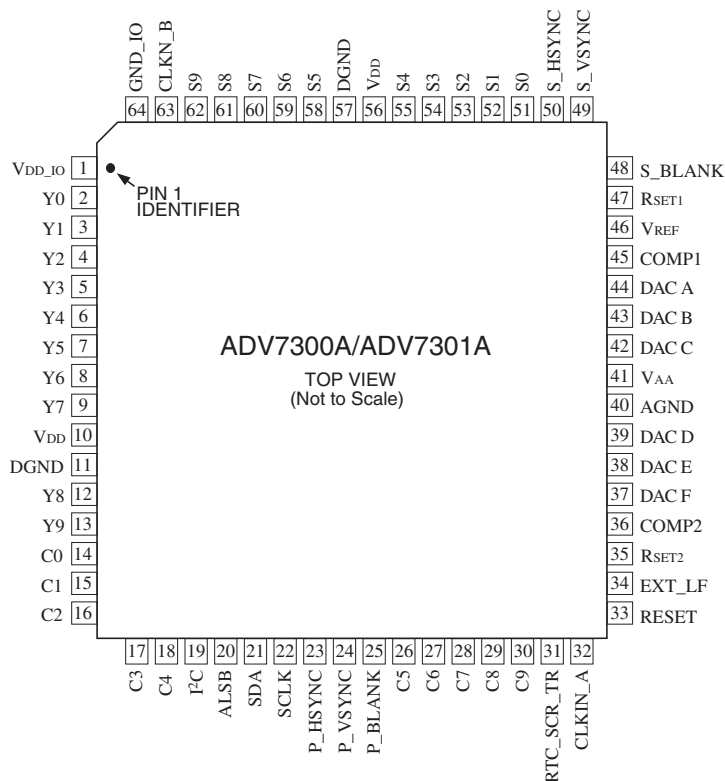 GND_IO
CLKN_B
S9
S8
S7
S6
S5
DGND
VDD
S4
S3
S2
S1
S0
S_HSYNC
S_VSYNC
64 63 62 61 60 59 58 57 56 55 54 53 52 51 50 49
VDD_IO 1
Y0 2
Y1 3
Y2 4
Y3 5
Y4 6
Y5 7
Y6 8
Y7 9
VDD 10
DGND 11
Y8 12
Y9 13
C0 14
C1 15
C2 16
PIN 1
IDENTIFIER
ADV7300A/ADV7301A
TOP VIEW
(Not to Scale)
48 S_BLANK
47 RSET1
46 VREF
45 COMP1
44 DAC A
43 DAC B
42 DAC C
41 VAA
40 AGND
39 DAC D
38 DAC E
37 DAC F
36 COMP2
35 RSET2
34 EXT_LF
33 RESET
17 18 19 20 21 22 23 24 25 26 27 28 29 30 31 32
C3
C4
I²C
ALSB
SDA
SCLK
P_HSYNC
P_VSYNC
P_BLANK
C5
C6
C7
C8
C9
RTC_SCR_TR
CLKIN_A